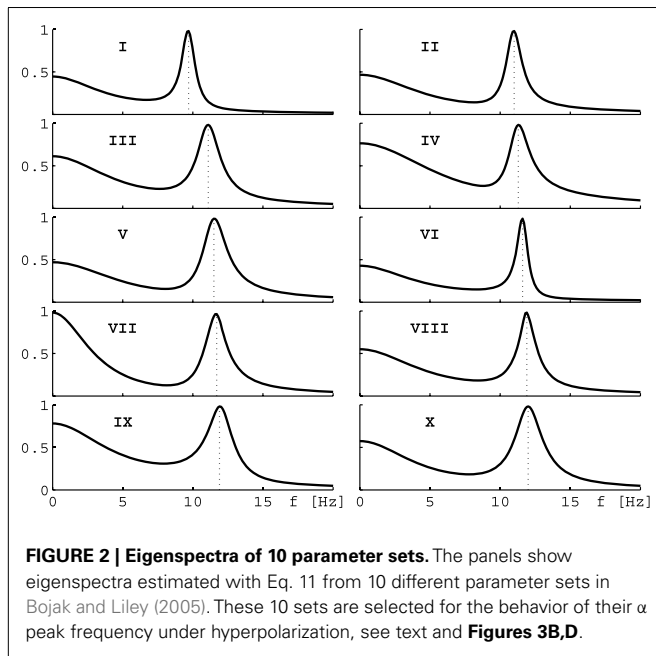 1
I
II
0.5
1
III
IV
0.5
1
V
VI
0.5
1
VII
VIII
0.5
1
IX
X
0.5
0
0 5 10 15 f [Hz] 0 5 10 15 f [Hz]
FIGURE 2 | Eigenspectra of 10 parameter sets. The panels show
eigenspectra estimated with Eq. 11 from 10 different parameter sets in
Bojak and Liley (2005). These 10 sets are selected for the behavior of their α
peak frequency under hyperpolarization, see text and Figures 3B,D.